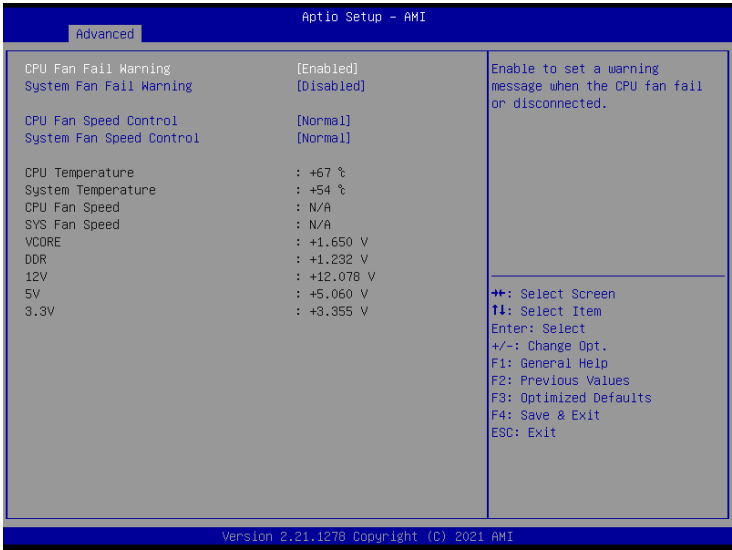 Aptio Setup – AMI
Advanced
CPU Fan Fail Warning [Enabled]
System Fan Fail Warning [Disabled]
CPU Fan Speed Control [Normal]
System Fan Speed Control [Normal]
CPU Temperature : +67 ℃
System Temperature : +54 ℃
CPU Fan Speed : N/A
SYS Fan Speed : N/A
VCORE : +1.650 V
DDR : +1.232 V
12V : +12.078 V
5V : +5.060 V
3.3V : +3.355 V
Enable to set a warning
message when the CPU fan fail
or disconnected.
→←: Select Screen
↑↓: Select Item
Enter: Select
+/-: Change Opt.
F1: General Help
F2: Previous Values
F3: Optimized Defaults
F4: Save & Exit
ESC: Exit
Version 2.21.1278 Copyright (C) 2021 AMI